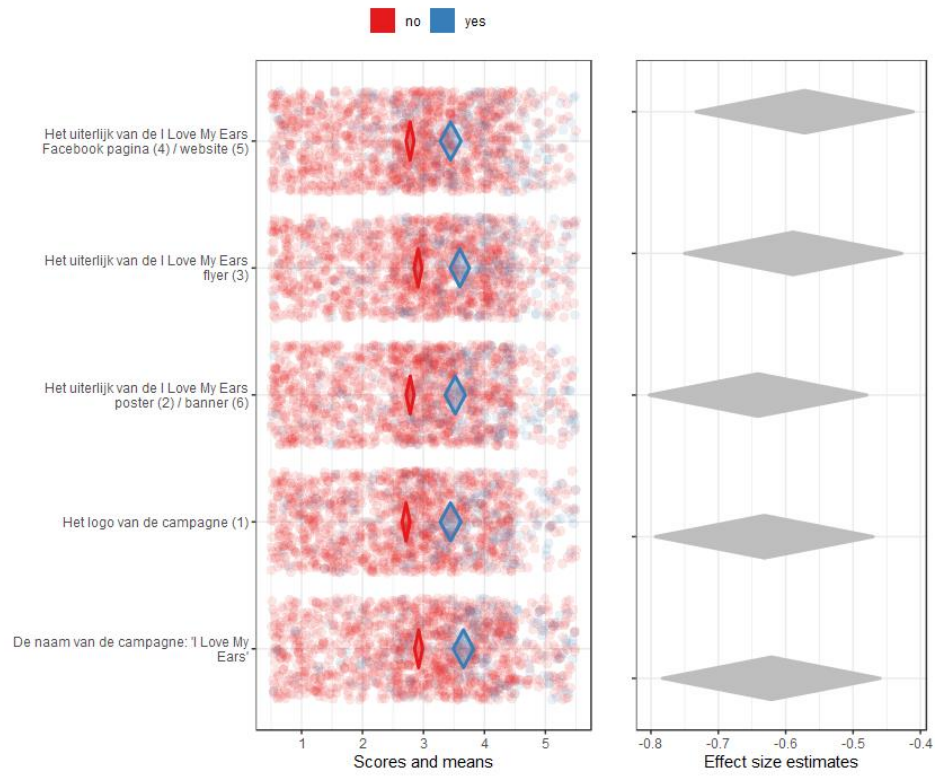 no yes
Het uiterlijk van de I Love My Ears
Facebook pagina (4) / website (5)
Het uiterlijk van de I Love My Ears
flyer (3)
Het uiterlijk van de I Love My Ears
poster (2) / banner (6)
Het logo van de campagne (1)
De naam van de campagne: 'I Love My
Ears'
1 2 3 4 5
Scores and means
-0.8 -0.7 -0.6 -0.5 -0.4
Effect size estimates